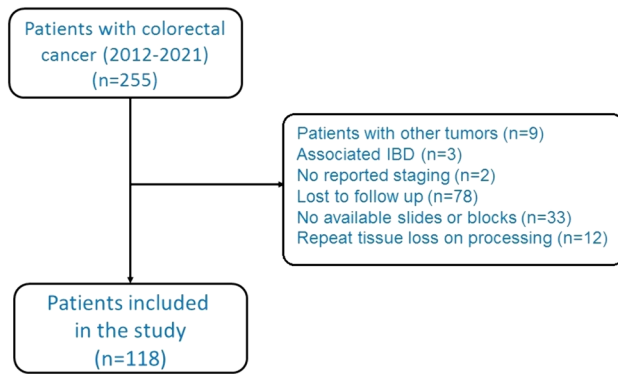 Patients with colorectal
cancer (2012-2021)
(n=255)
Patients with other tumors (n=9)
Associated IBD (n=3)
No reported staging (n=2)
Lost to follow up (n=78)
No available slides or blocks (n=33)
Repeat tissue loss on processing (n=12)
Patients included
in the study
(n=118)